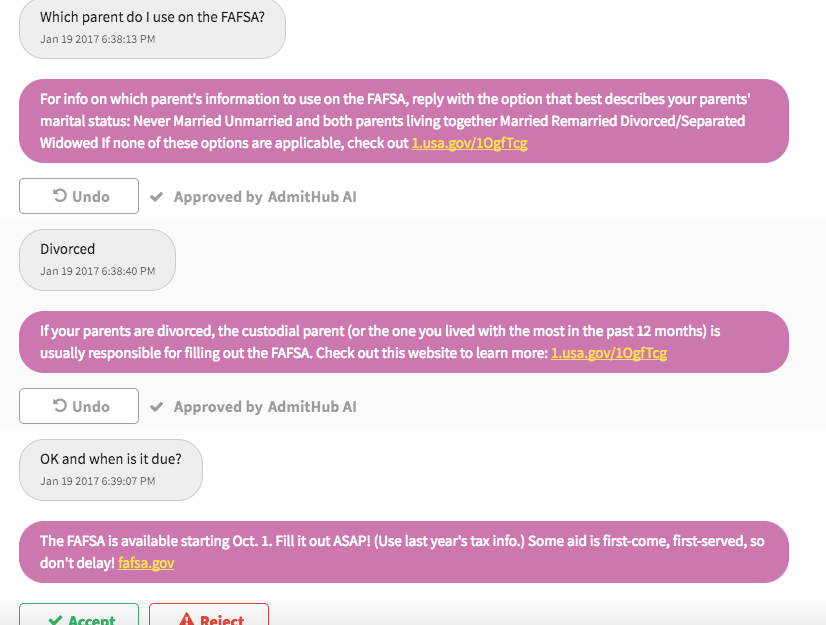 Which parent do I use on the FAFSA?
Jan 19 2017 6:38:13 PM
For info on which parent's information to use on the FAFSA, reply with the option that best describes your parents'
marital status: Never Married Unmarried and both parents living together Married Remarried Divorced/Separated
Widowed If none of these options are applicable, check out 1.usa.gov/1OgfTcg
Undo Approved by AdmitHub AI
Divorced
Jan 19 2017 6:38:40 PM
If your parents are divorced, the custodial parent (or the one you lived with the most in the past 12 months) is
usually responsible for filling out the FAFSA. Check out this website to learn more: 1.usa.gov/1OgfTcg
Undo Approved by AdmitHub AI
OK and when is it due?
Jan 19 2017 6:39:07 PM
The FAFSA is available starting Oct. 1. Fill it out ASAP! (Use last year's tax info.) Some aid is first-come, first-served, so
don't delay! fafsa.gov
Accept Reject